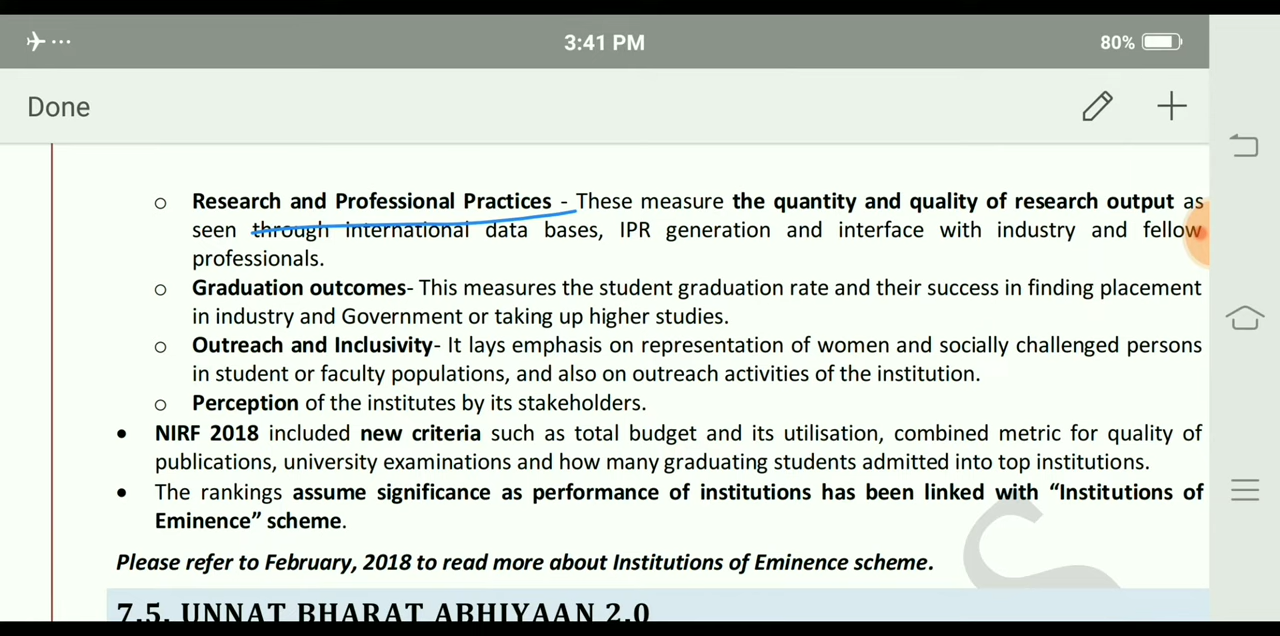 3:41 PM
80%
Done
o Research and Professional Practices - These measure the quantity and quality of research output as
seen through international data bases, IPR generation and interface with industry and fellow
professionals.
o Graduation outcomes- This measures the student graduation rate and their success in finding placement
in industry and Government or taking up higher studies.
o Outreach and Inclusivity- It lays emphasis on representation of women and socially challenged persons
in student or faculty populations, and also on outreach activities of the institution.
o Perception of the institutes by its stakeholders.
• NIRF 2018 included new criteria such as total budget and its utilisation, combined metric for quality of
publications, university examinations and how many graduating students admitted into top institutions.
• The rankings assume significance as performance of institutions has been linked with “Institutions of
Eminence” scheme.
Please refer to February, 2018 to read more about Institutions of Eminence scheme.
7.5. UNNAT BHARAT ABHIYAAN 2.0